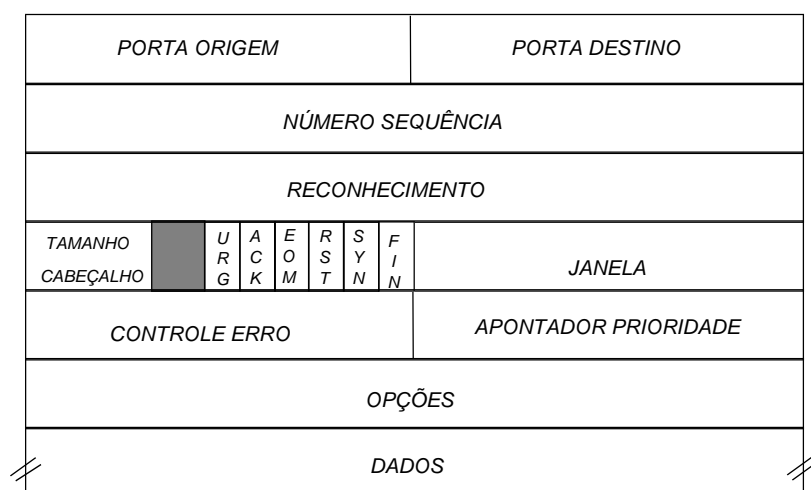 PORTA ORIGEM
PORTA DESTINO
NÚMERO SEQUÊNCIA
RECONHECIMENTO
TAMANHO
CABEÇALHO
URG
ACK
EOM
RST
SYN
FIN
JANELA
CONTROLE ERRO
APONTADOR PRIORIDADE
OPÇÕES
DADOS